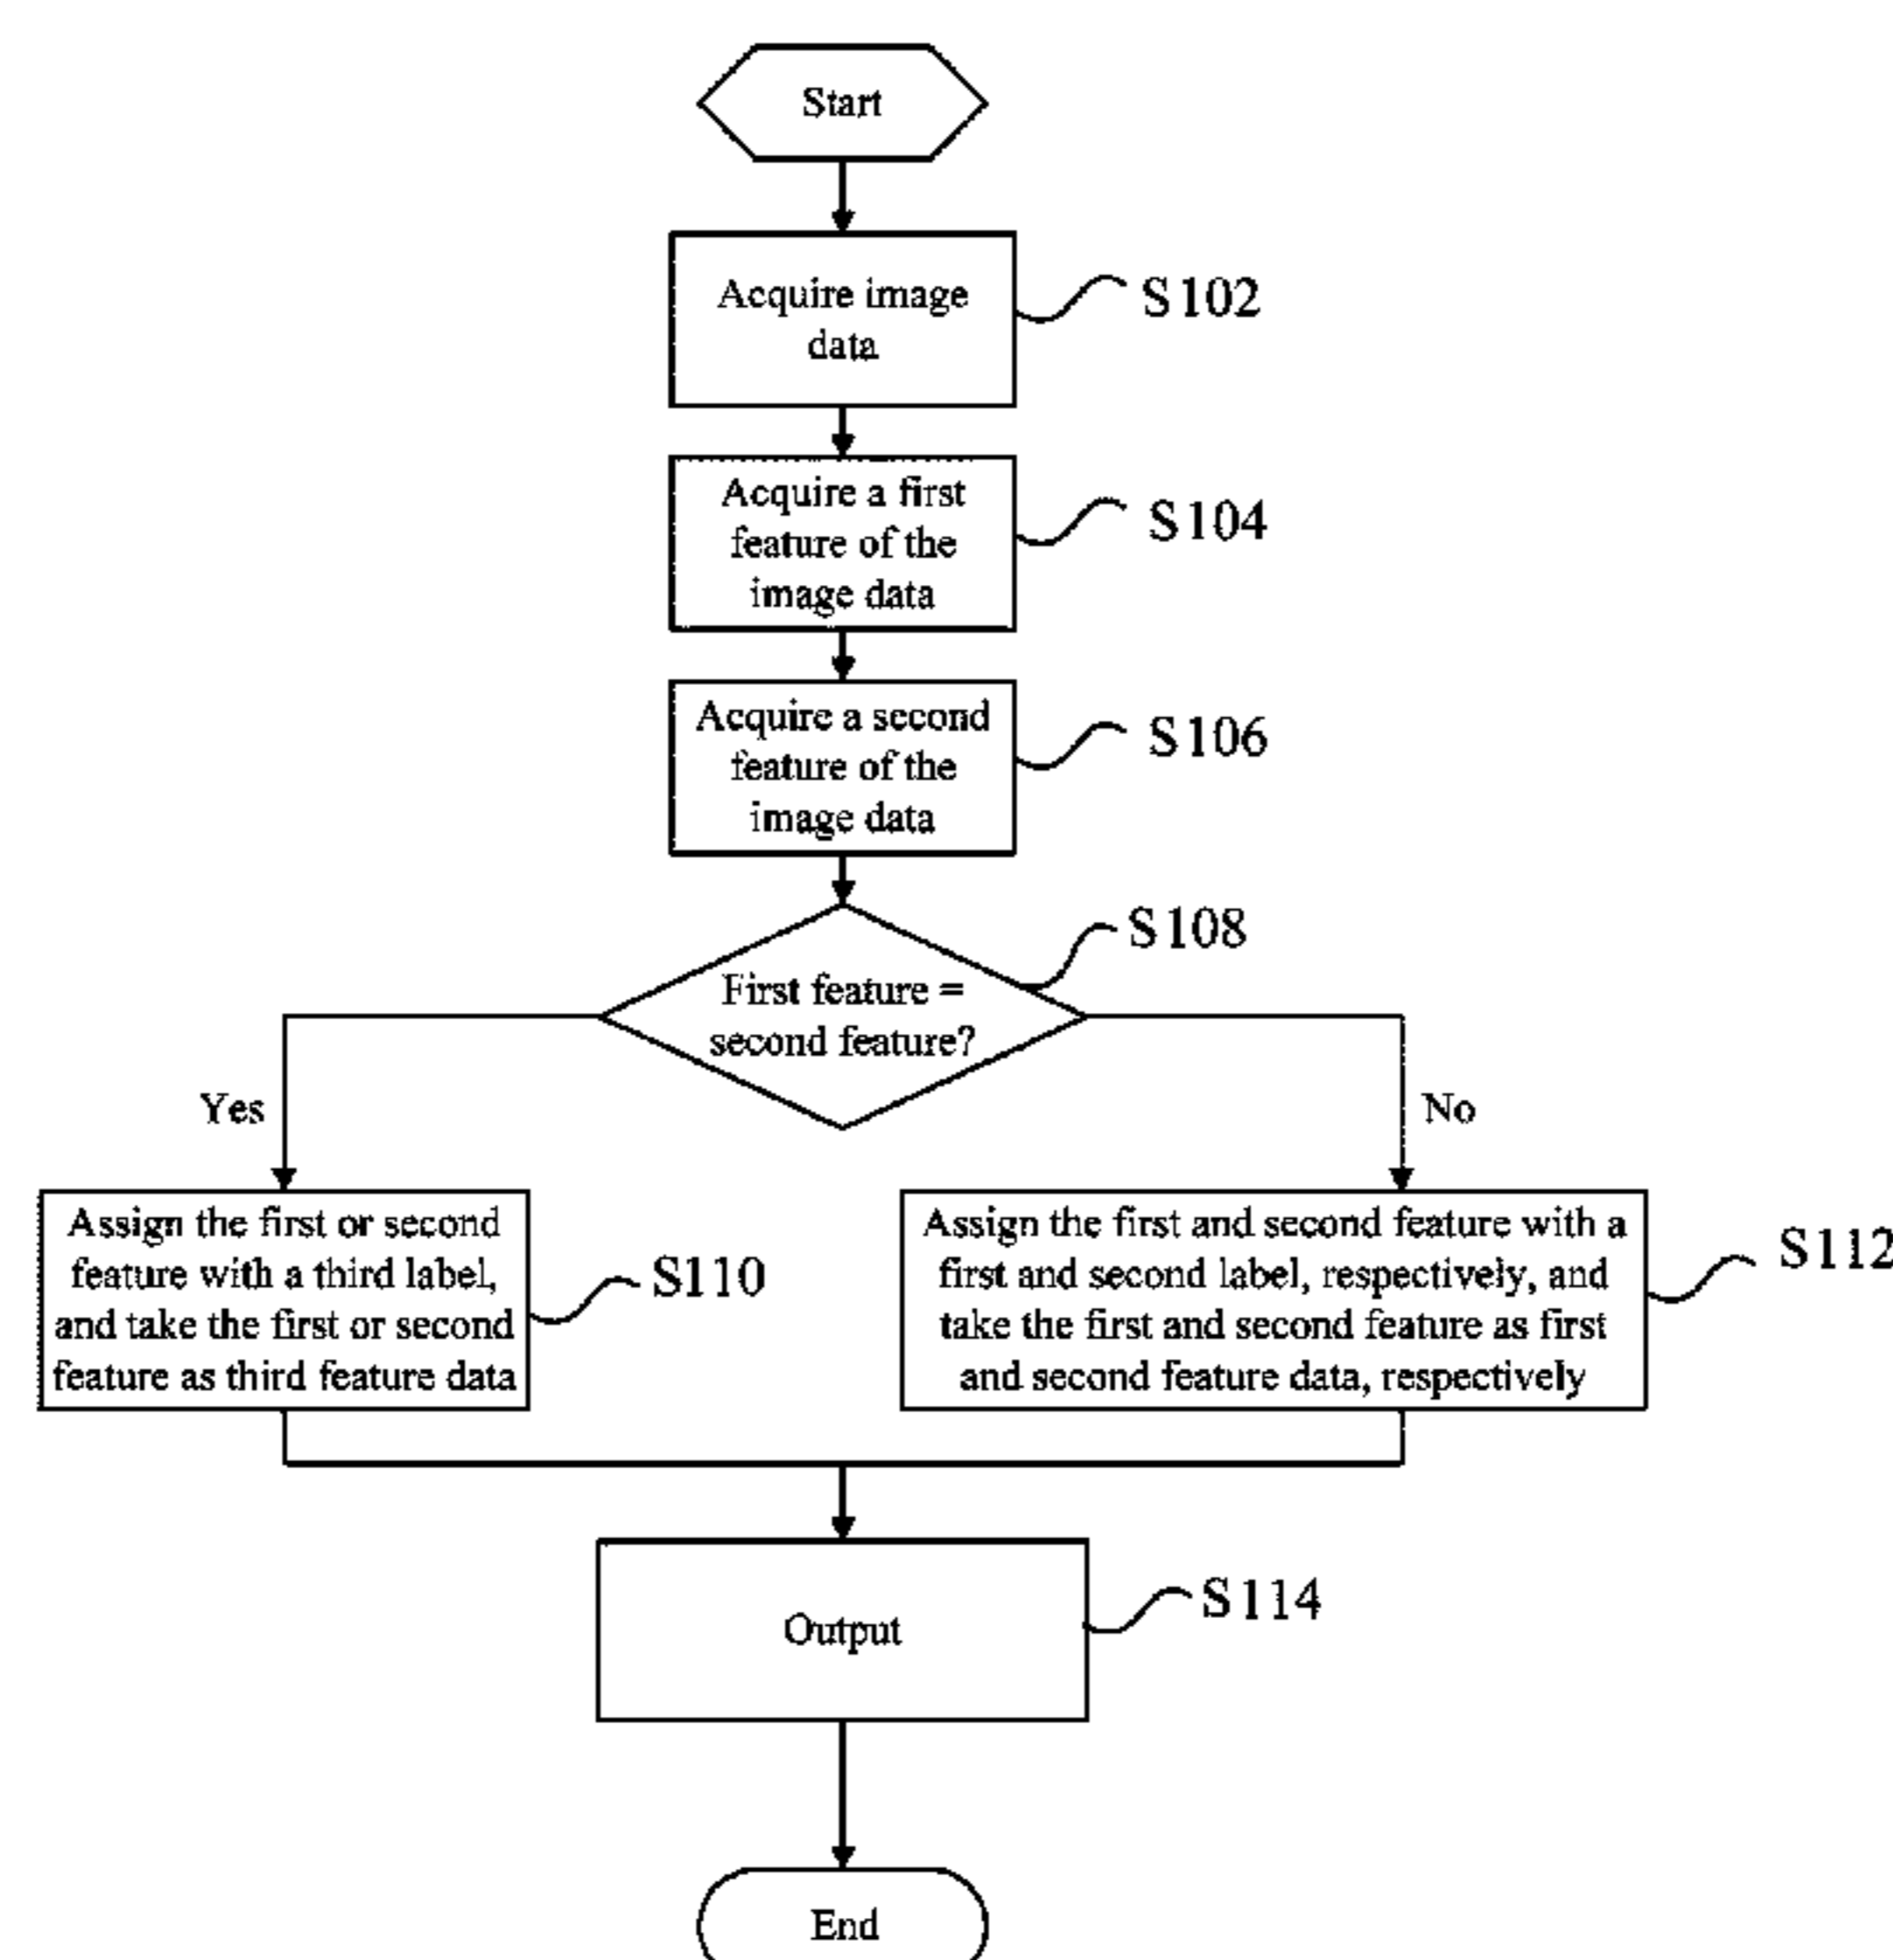 Start
Acquire image
data
S102
Acquire a first
feature of the
image data
S104
Acquire a second
feature of the
image data
S106
First feature =
second feature?
S108
Yes
No
Assign the first or second
feature with a third label,
and take the first or second
feature as third feature data
S110
Assign the first and second feature with a
first and second label, respectively, and
take the first and second feature as first
and second feature data, respectively
S112
Output
S114
End